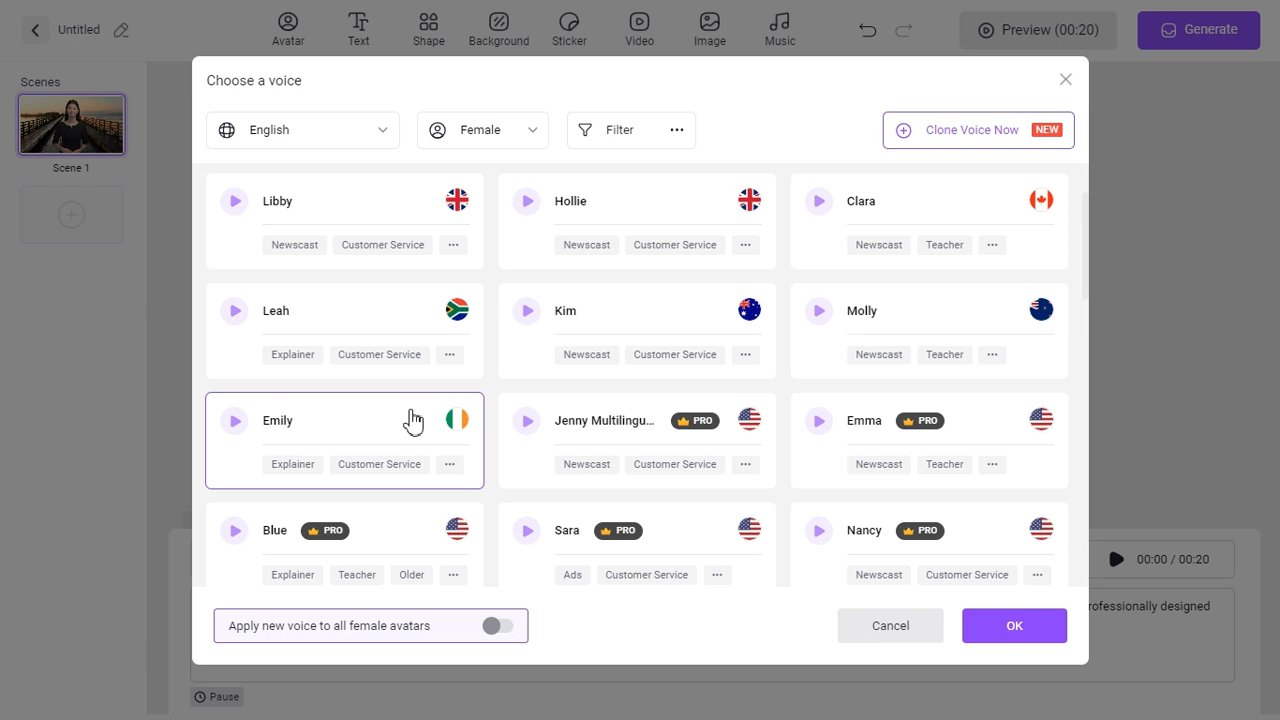 Untitled
Avatar
Text
Shape
Background
Sticker
Video
Image
Music
Preview (00:20)
Generate
Scenes
Scene 1
Choose a voice
English
Female
Filter
Clone Voice Now NEW
Libby
Newscast Customer Service
Hollie
Newscast Customer Service
Clara
Newscast Teacher
Leah
Explainer Customer Service
Kim
Newscast Customer Service
Molly
Newscast Teacher
Emily
Explainer Customer Service
Jenny Multilingu... PRO
Newscast Customer Service
Emma PRO
Newscast Teacher
Blue PRO
Explainer Teacher Older
Sara PRO
Ads Customer Service
Nancy PRO
Newscast Customer Service
Apply new voice to all female avatars
Cancel
OK
00:00 / 00:20
rofessionally designed
Pause